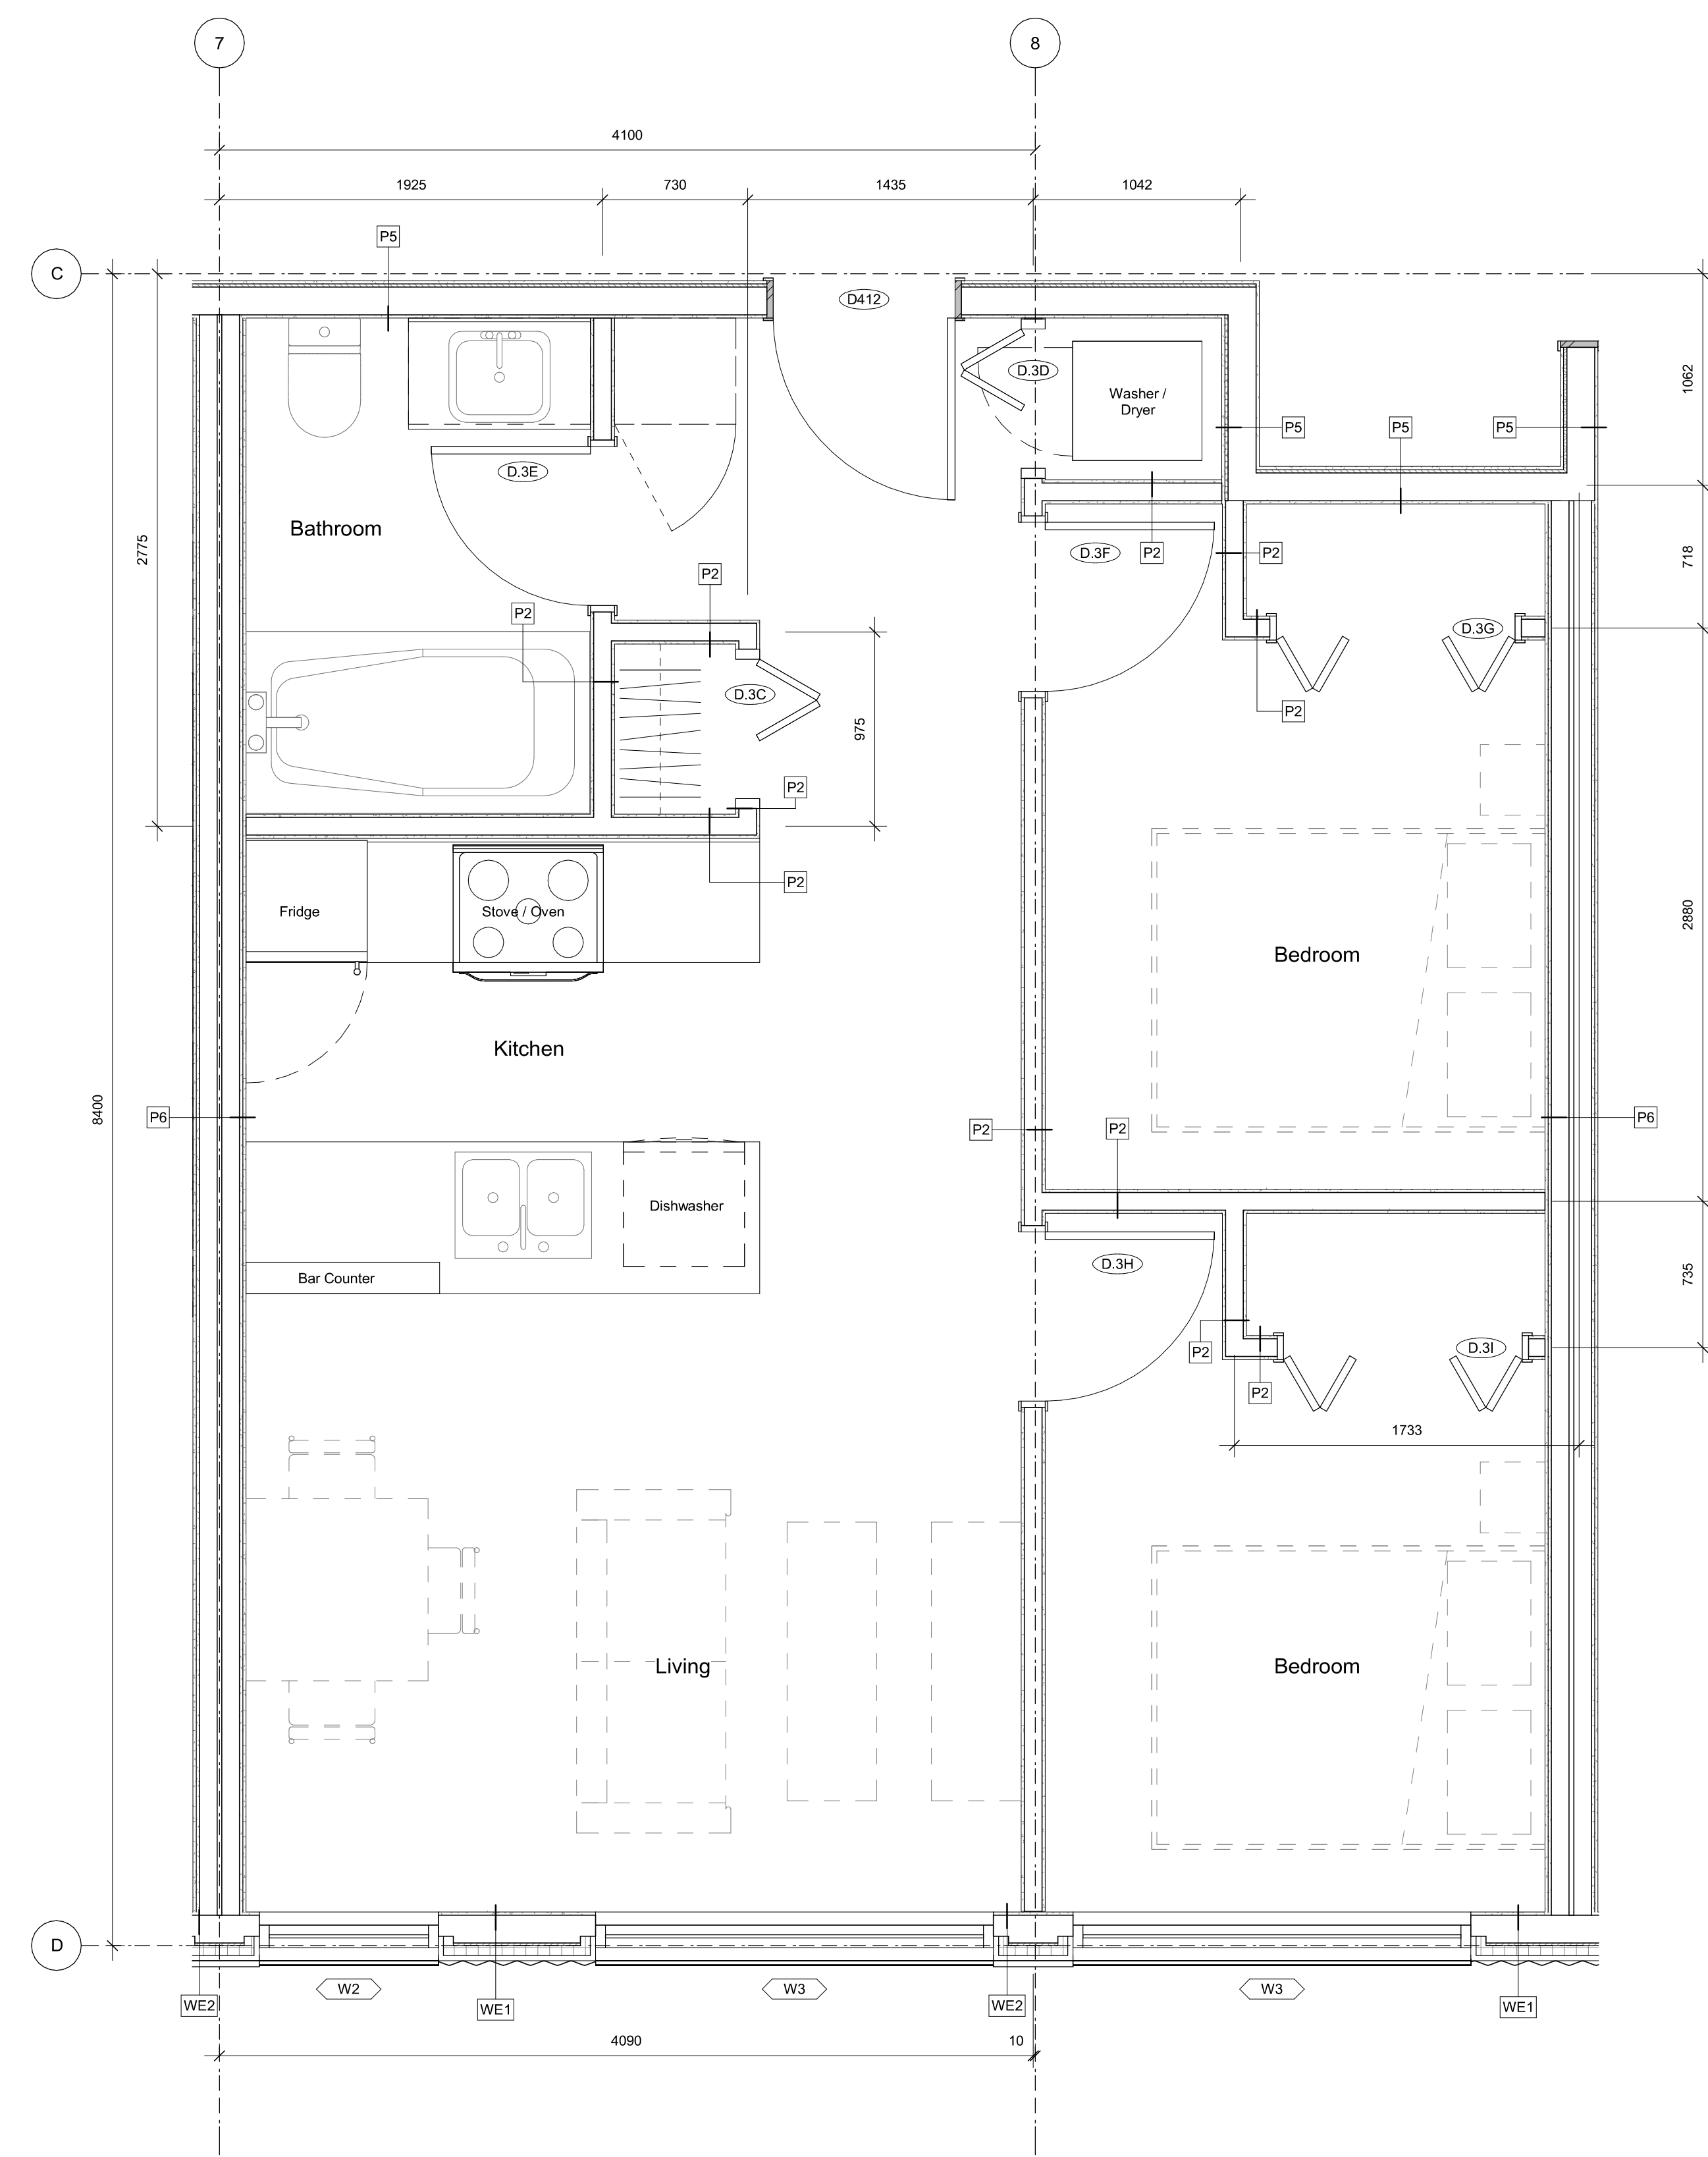 7
8
4100
1925
730
1435
1042
P5
C
D412
D.3D
Washer /
Dryer
1062
P5
P5
P5
D.3E
Bathroom
2775
D.3F
P2
P2
718
P2
P2
D.3G
D.3C
P2
975
P2
P2
Fridge
Stove / Oven
2880
Bedroom
Kitchen
8400
P6
P2
P2
P6
Dishwasher
Bar Counter
D.3H
735
P2
D.3I
P2
1733
Living
Bedroom
D
W2
W3
W3
WE2
WE1
WE2
WE1
4090
10